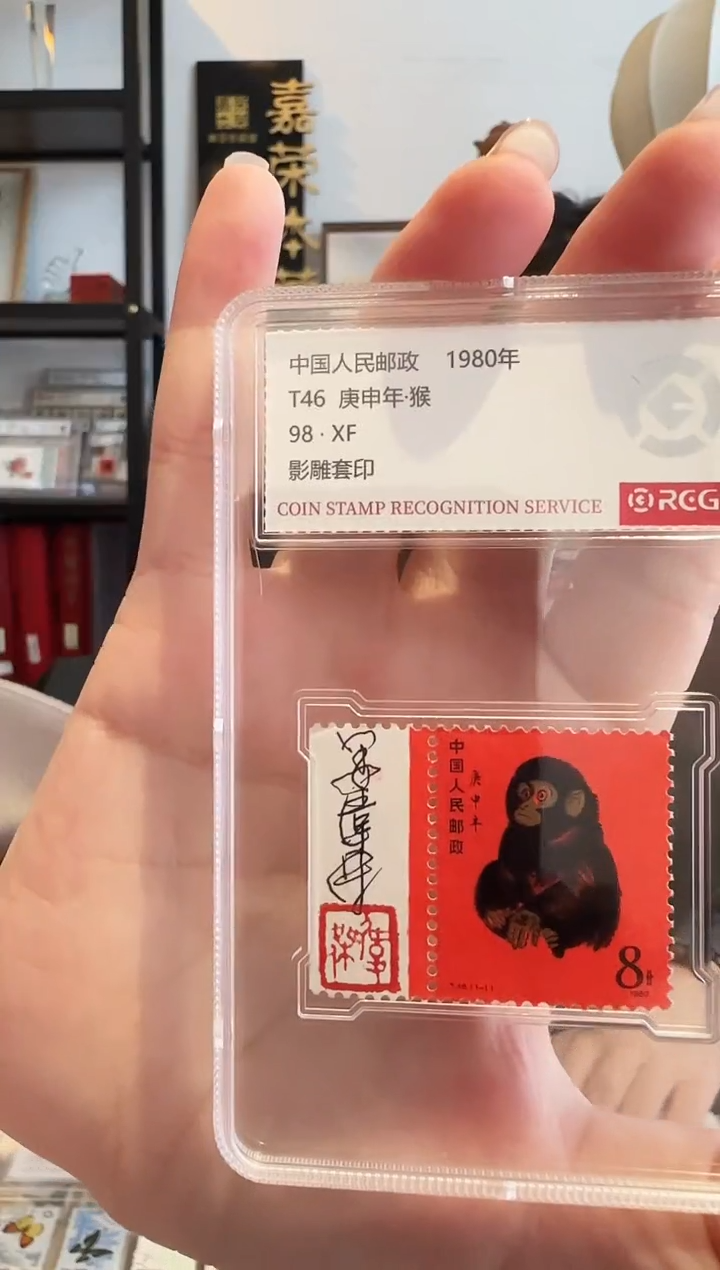 嘉荣
中国人民邮政 1980年
T46 庚申年·猴
98 · XF
影雕套印
COIN STAMP RECOGNITION SERVICE
RCG
中国人民邮政
庚申年
8分
1980